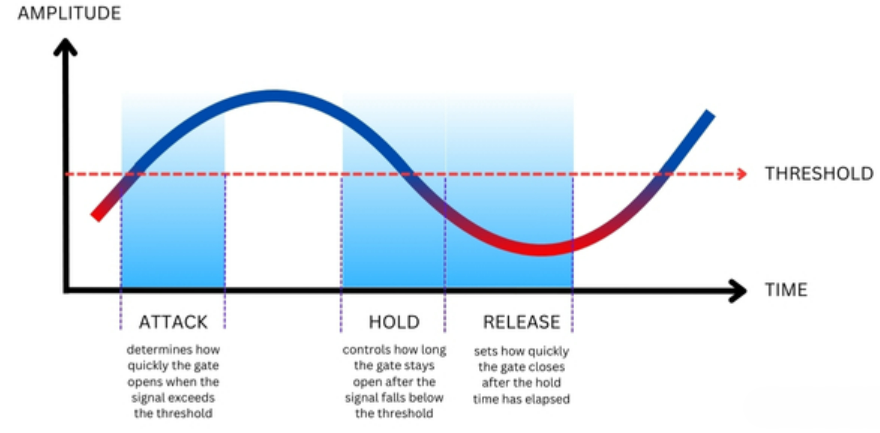 AMPLITUDE
THRESHOLD
TIME
ATTACK
determines how
quickly the gate
opens when the
signal exceeds
the threshold
HOLD
controls how long
the gate stays
open after the
signal falls below
the threshold
RELEASE
sets how quickly
the gate closes
after the hold
time has elapsed